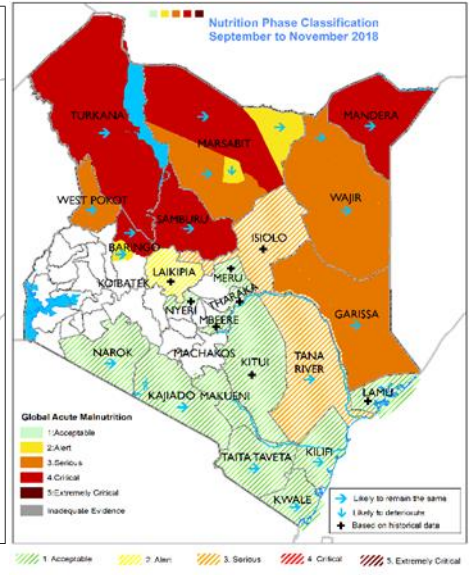 Nutrition Phase Classification
September to November 2018
TURKANA
MANDERA
MARSABIT
WEST POKOT
WAJIR
SAMBURU
ISIOLO
BARINGO
LAIKIPIA
MERU
KOIBATEK
THARAKA
NYERI
MBEERE
GARISSA
NAROK
MACHAKOS
KITUI
TANA
RIVER
LAMU
KAJIADO
MAKUENI
TAITA TAVETA
KILIFI
KWALE
Global Acute Malnutrition
1:Acceptable
2:Alert
3:Serious
4:Critical
5:Extremely Critical
Inadequate Evidence
Likely to remain the same
Likely to deteriorate
Based on historical data
1. Acceptable 2. Alert 3. Serious 4. Critical 5. Extremely Critical